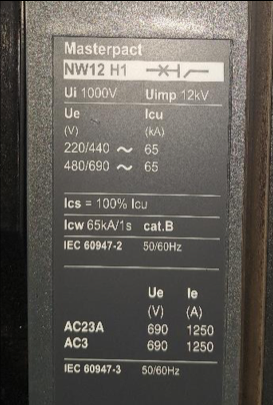 Masterpact
NW12 H1
Ui 1000V Uimp 12kV
Ue Icu
(V) (kA)
220/440 ~ 65
480/690 ~ 65
Ics = 100% Icu
Icw 65kA/1s cat.B
IEC 60947-2 50/60Hz
Ue Ie
(V) (A)
AC23A 690 1250
AC3 690 1250
IEC 60947-3 50/60Hz